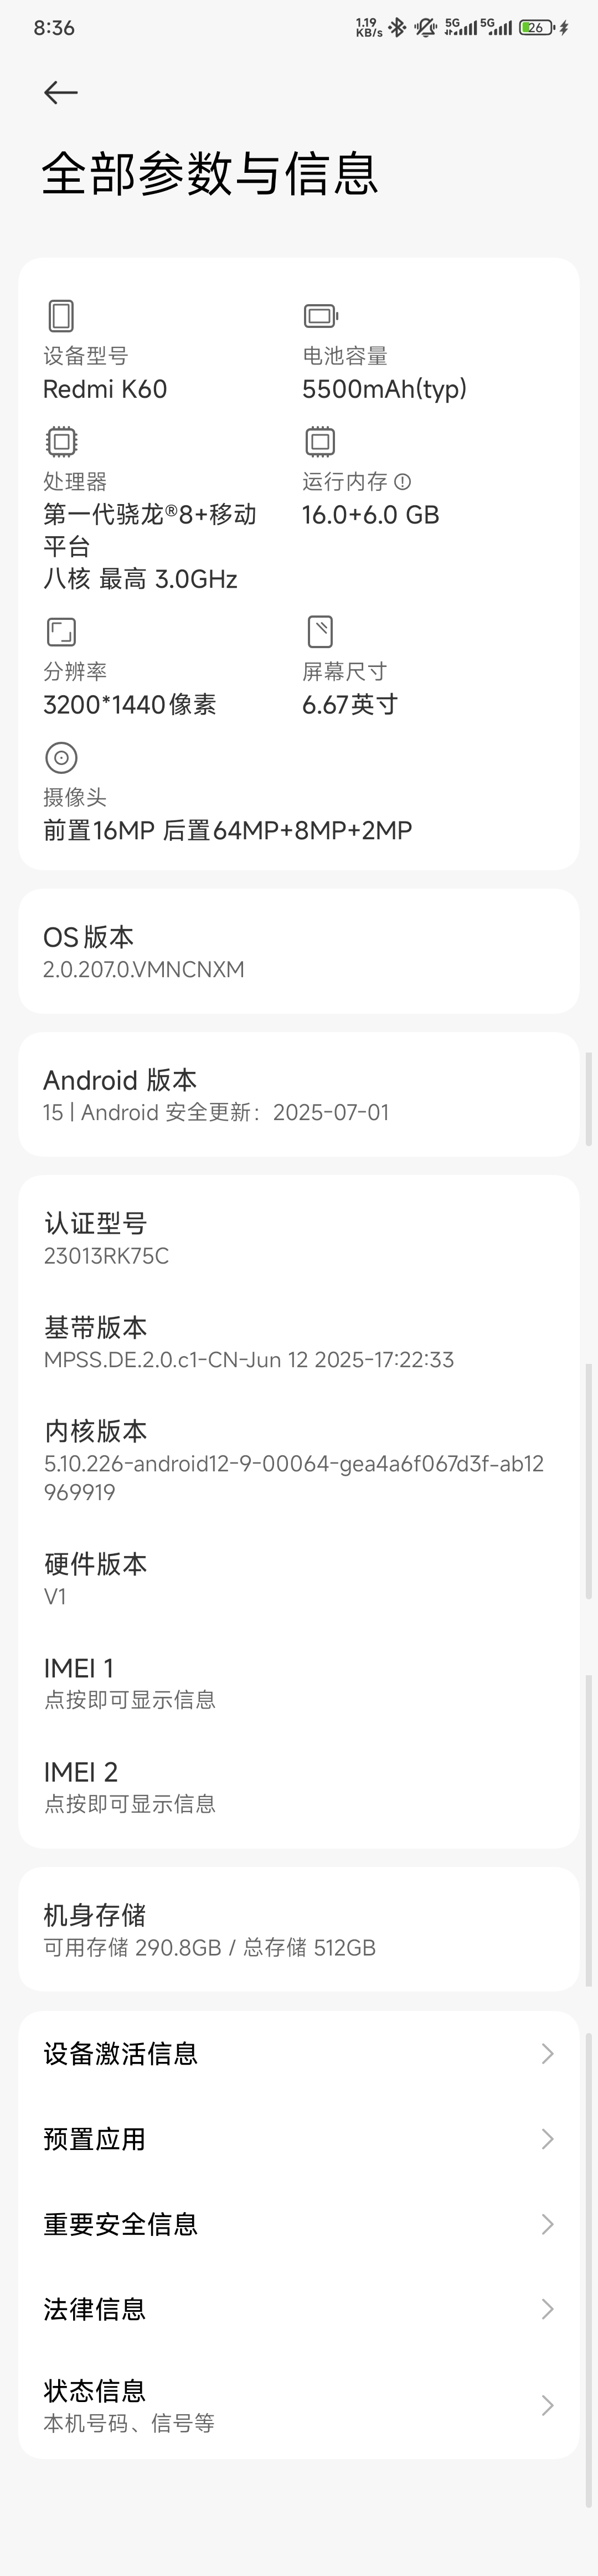 8:36
1.19 KB/s 5G 5G 26
全部参数与信息
设备型号
Redmi K60
电池容量
5500mAh(typ)
处理器
第一代骁龙®8+移动
平台
八核 最高 3.0GHz
运行内存
16.0+6.0 GB
分辨率
3200*1440像素
屏幕尺寸
6.67英寸
摄像头
前置16MP 后置64MP+8MP+2MP
OS版本
2.0.207.0.VMNCNXM
Android 版本
15 | Android 安全更新：2025-07-01
认证型号
23013RK75C
基带版本
MPSS.DE.2.0.c1-CN-Jun 12 2025-17:22:33
内核版本
5.10.226-android12-9-00064-gea4a6f067d3f-ab12
969919
硬件版本
V1
IMEI 1
点按即可显示信息
IMEI 2
点按即可显示信息
机身存储
可用存储 290.8GB / 总存储 512GB
设备激活信息
预置应用
重要安全信息
法律信息
状态信息
本机号码、信号等